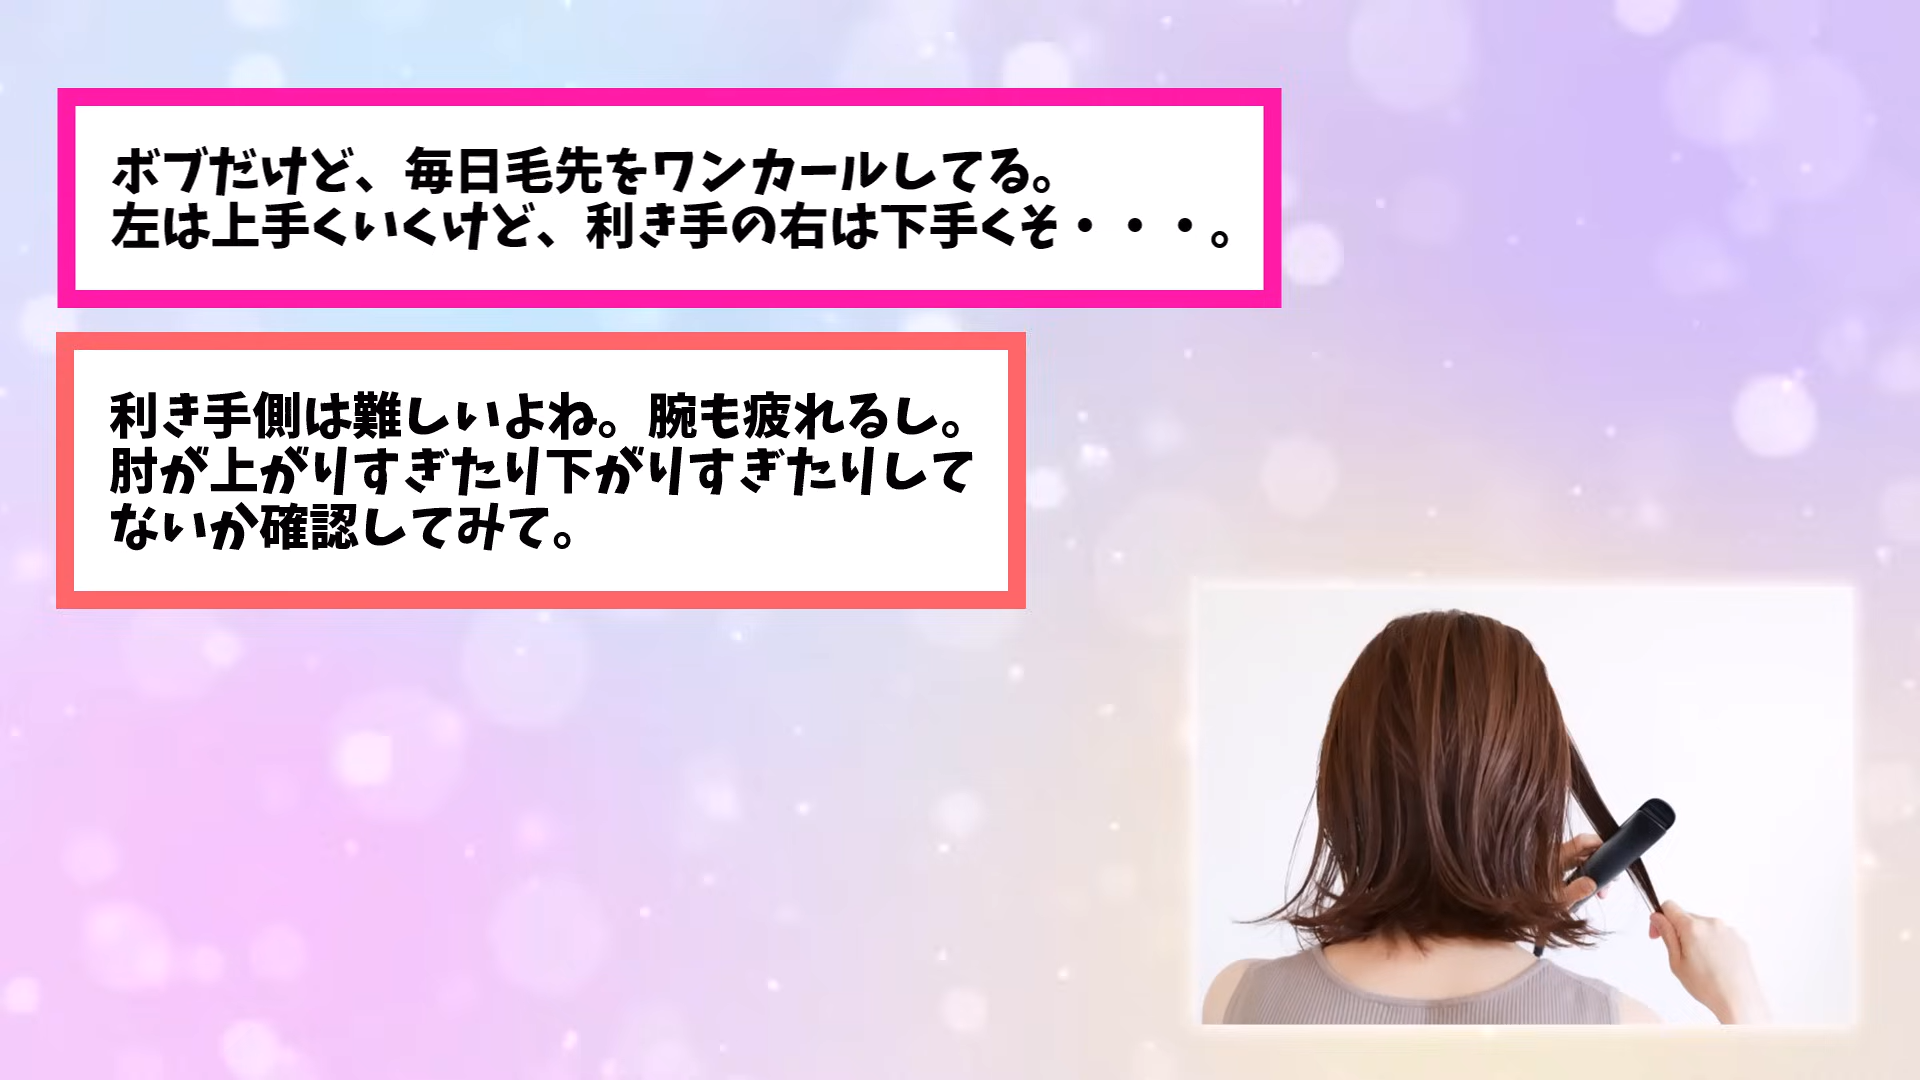 ボブだけど、毎日毛先をワンカールしてる。
左は上手くいくけど、利き手の右は下手くそ・・・。
利き手側は難しいよね。腕も疲れるし。
肘が上がりすぎたり下がりすぎたりして
ないか確認してみて。